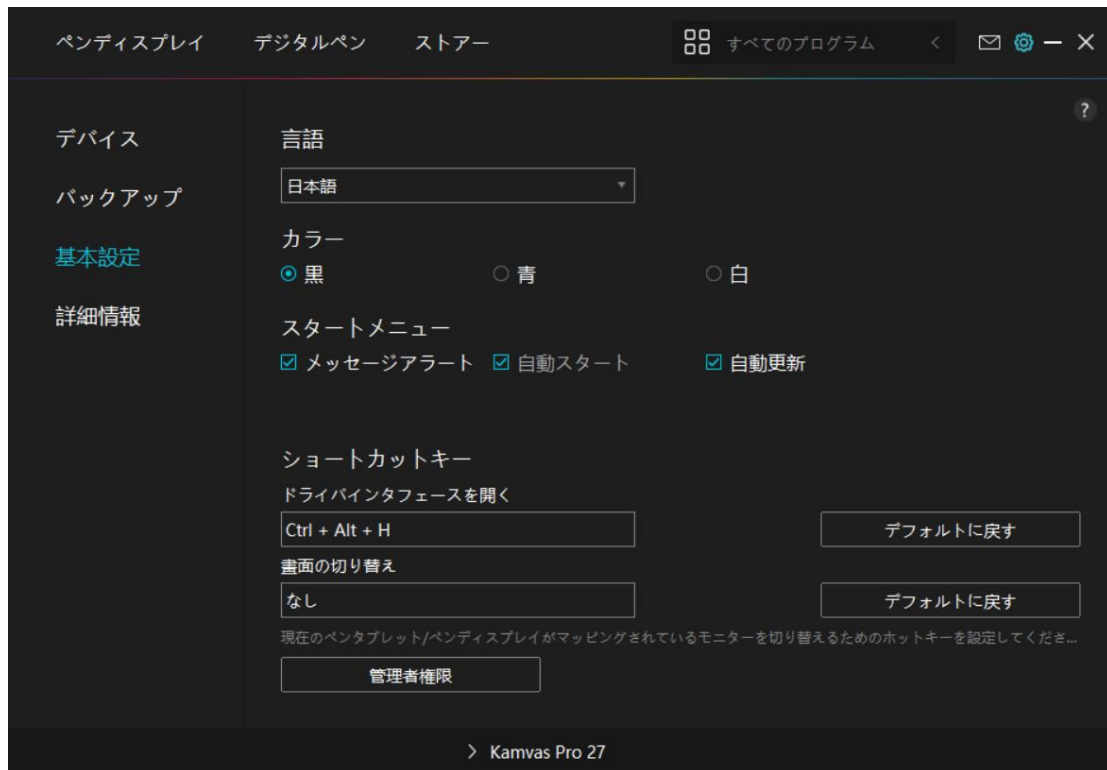 ペンディスプレイ デジタルペン ストアー すべてのプログラム
?
デバイス
バックアップ
基本設定
詳細情報
言語
日本語
カラー
黒 青 白
スタートメニュー
メッセージアラート 自動スタート 自動更新
ショートカットキー
ドライバインタフェースを開く
Ctrl + Alt + H デフォルトに戻す
畫面の切り替え
なし デフォルトに戻す
現在のペンタブレット/ペンディスプレイがマッピングされているモニターを切り替えるためのホットキーを設定してくださ...
管理者権限
Kamvas Pro 27